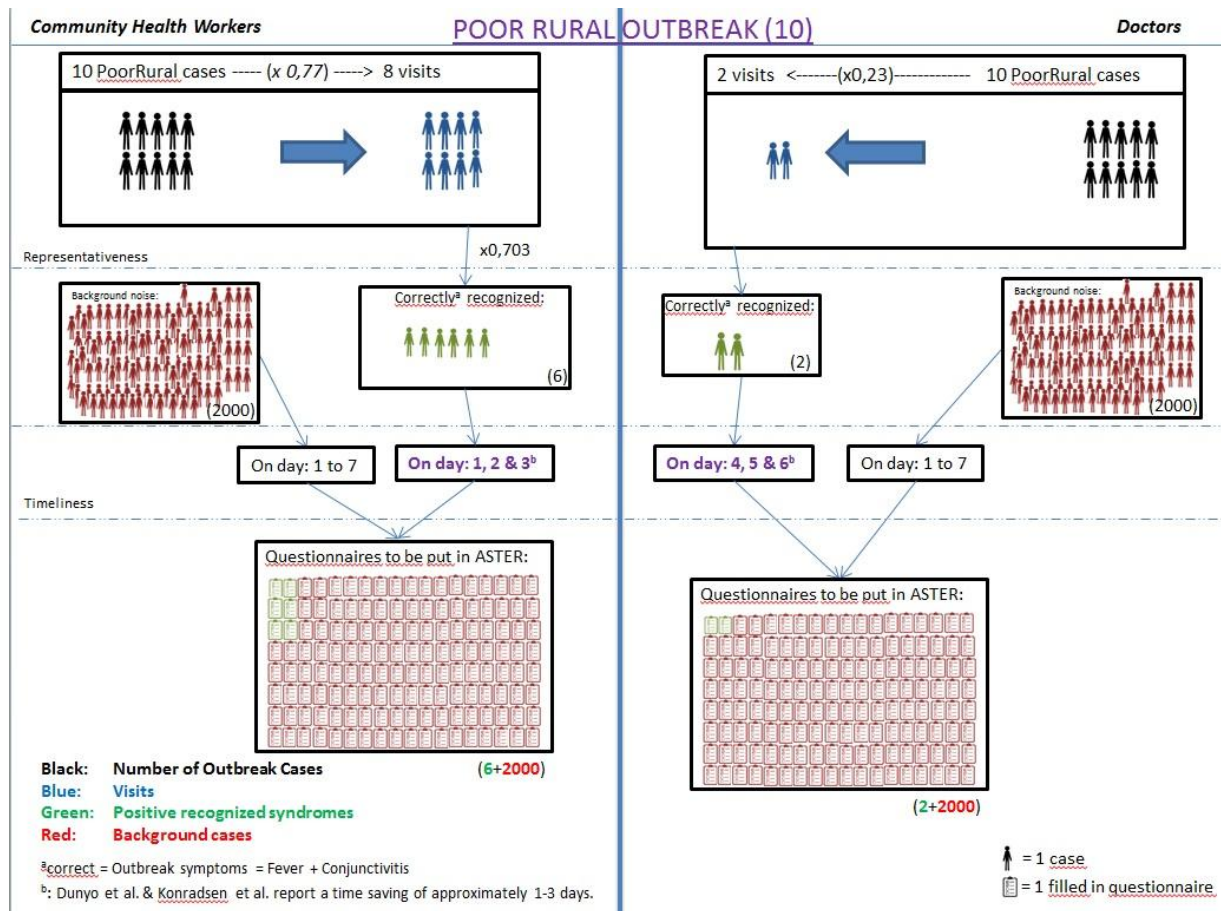 Community Health Workers
POOR RURAL OUTBREAK (10)
Doctors
10 PoorRural cases ----- (x 0,77) -----> 8 visits
2 visits <-------(x0,23)------------- 10 PoorRural cases
x0,703
Representativeness
Background noise:
(2000)
Correctlyᵃ recognized:
(6)
Correctlyᵃ recognized:
(2)
Background noise:
(2000)
On day: 1 to 7
On day: 1, 2 & 3ᵇ
On day: 4, 5 & 6ᵇ
On day: 1 to 7
Timeliness
Questionnaires to be put in ASTER:
(6+2000)
Questionnaires to be put in ASTER:
(2+2000)
Black: Number of Outbreak Cases
Blue: Visits
Green: Positive recognized syndromes
Red: Background cases
ᵃcorrect = Outbreak symptoms = Fever + Conjunctivitis
ᵇ: Dunyo et al. & Konradsen et al. report a time saving of approximately 1-3 days.
= 1 case
= 1 filled in questionnaire